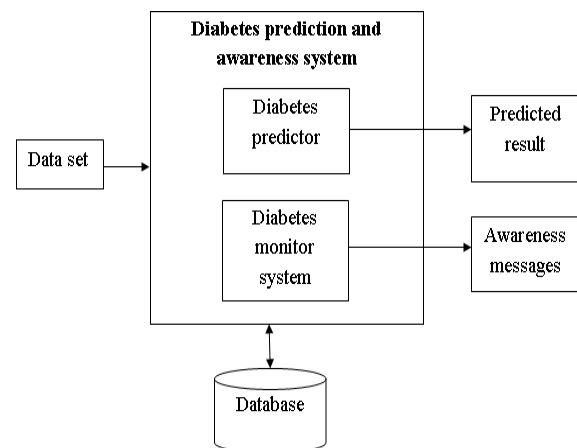 Diabetes prediction and
awareness system
Data set
Diabetes
predictor
Predicted
result
Diabetes
monitor
system
Awareness
messages
Database